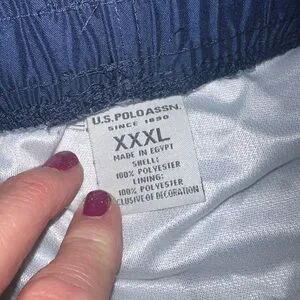 U.S. POLO ASSN.
SINCE 1890
XXXL
MADE IN EGYPT
SHELL:
100% POLYESTER
LINING:
100% POLYESTER
CLUSIVE OF DECORATION